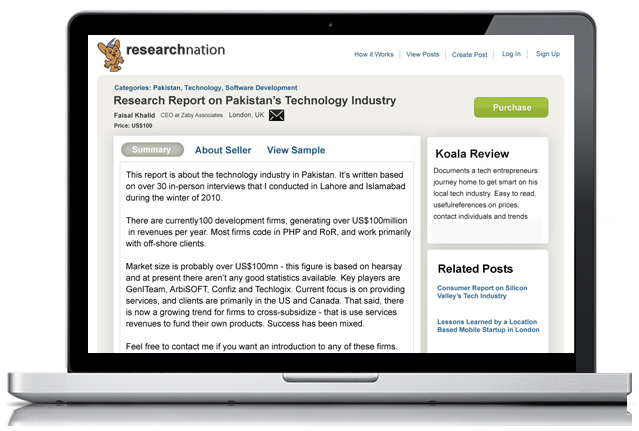 researchnation
How it Works View Posts Create Post Log In Sign Up
Categories: Pakistan, Technology, Software Development
Research Report on Pakistan's Technology Industry
Faisal Khalid CEO at Zaby Associates London, UK
Price: US$100
Purchase
Summary About Seller View Sample
This report is about the technology industry in Pakistan. It's written based
on over 30 in-person interviews that I conducted in Lahore and Islamabad
during the winter of 2010.
There are currently100 development firms, generating over US$100million
in revenues per year. Most firms code in PHP and RoR, and work primarily
with off-shore clients.
Market size is probably over US$100mn - this figure is based on hearsay
and at present there aren't any good statistics available. Key players are
GenITeam, ArbiSOFT, Confiz and Techlogix. Current focus is on providing
services, and clients are primarily in the US and Canada. That said, there
is now a growing trend for firms to cross-subsidize - that is use services
revenues to fund their own products. Success has been mixed.
Feel free to contact me if you want an introduction to any of these firms.
Koala Review
Documents a tech entrepreneurs
journey home to get smart on his
local tech industry. Easy to read,
usefulreferences on prices,
contact individuals and trends
Related Posts
Consumer Report on Silicon
Valley's Tech Industry
Lessons Learned by a Location
Based Mobile Startup in London